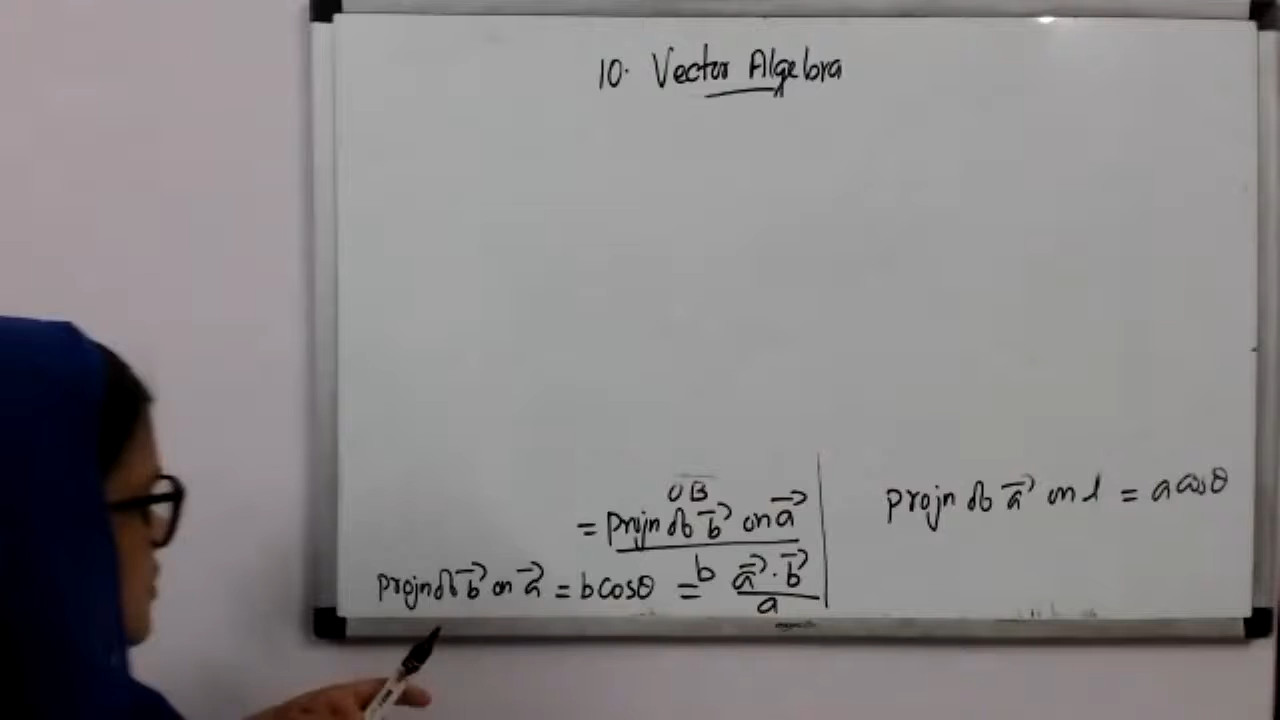 10. Vector Algebra
OB
= Projn of b⃗ on a⃗
b
Projn of b⃗ on a⃗ = b cosθ = a⃗ · b⃗ / a
Projn of a⃗ on l = a cosθ